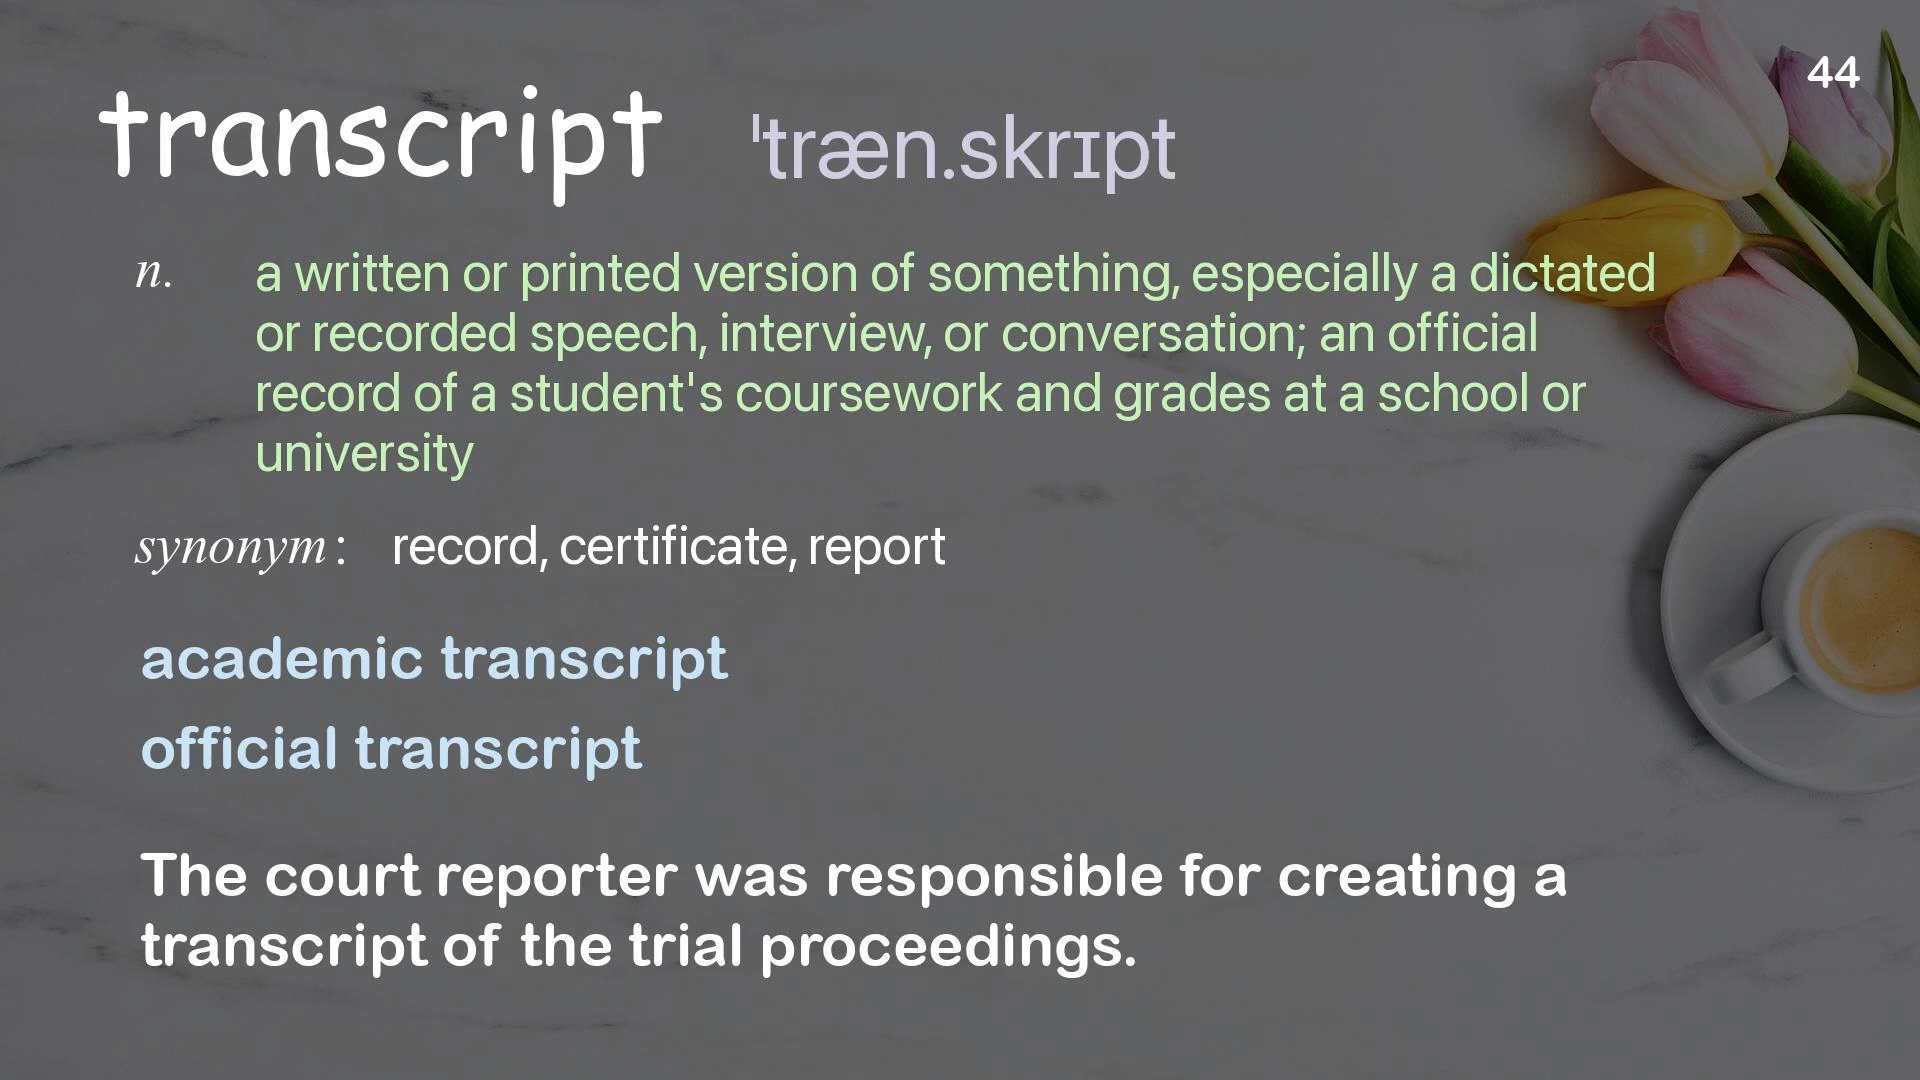 44
transcript ˈtræn.skrɪpt
n. a written or printed version of something, especially a dictated
or recorded speech, interview, or conversation; an official
record of a student's coursework and grades at a school or
university
synonym: record, certificate, report
academic transcript
official transcript
The court reporter was responsible for creating a
transcript of the trial proceedings.